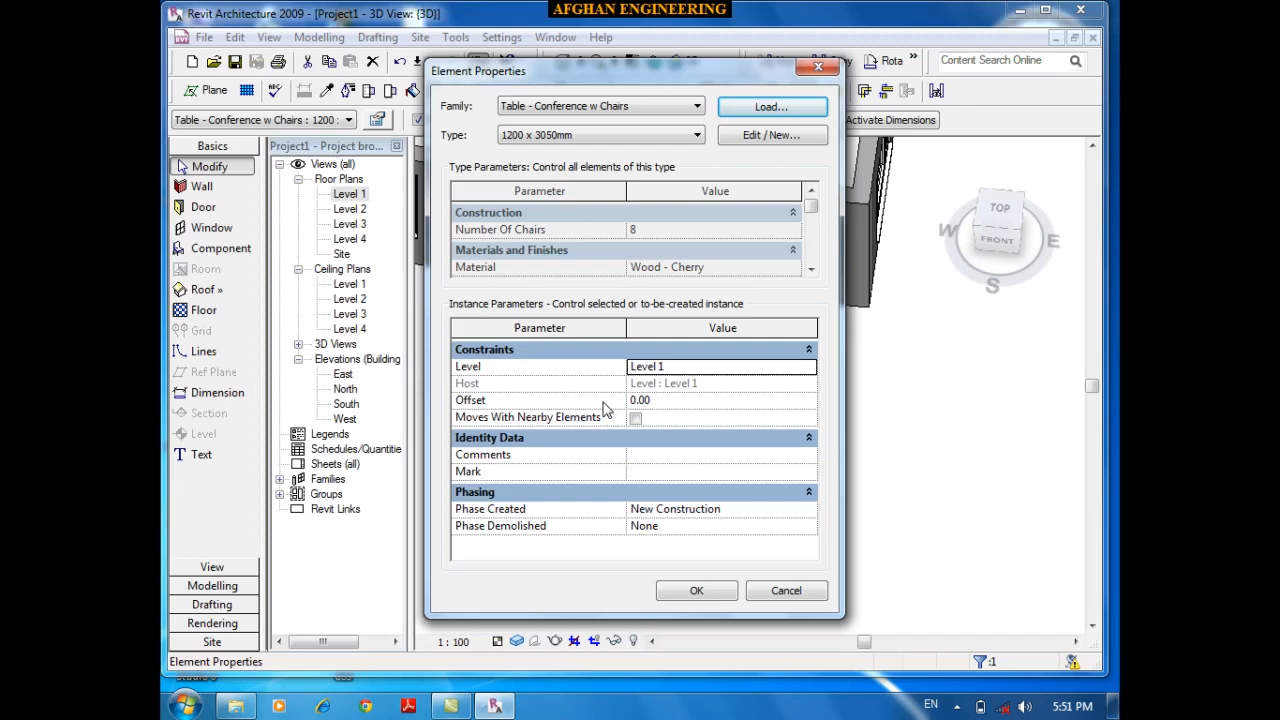 AFGHAN ENGINEERING
Revit Architecture 2009 - [Project1 - 3D View: {3D}]
File Edit View Modelling Drafting Site Tools Settings Window Help
Rota » Content Search Online
Plane
Table - Conference w Chairs : 1200 : Activate Dimensions
Basics
Modify
Wall
Door
Window
Component
Room
Roof »
Floor
Grid
Lines
Ref Plane
Dimension
Section
Level
Text
View
Modelling
Drafting
Rendering
Site
Project1 - Project bro...
Views (all)
Floor Plans
Level 1
Level 2
Level 3
Level 4
Site
Ceiling Plans
Level 1
Level 2
Level 3
Level 4
3D Views
Elevations (Building
East
North
South
West
Legends
Schedules/Quantitie
Sheets (all)
Families
Groups
Revit Links
Element Properties
Family: Table - Conference w Chairs Load...
Type: 1200 x 3050mm Edit / New...
Type Parameters: Control all elements of this type
Parameter Value
Construction
Number Of Chairs 8
Materials and Finishes
Material Wood - Cherry
Instance Parameters - Control selected or to-be-created instance
Parameter Value
Constraints
Level Level 1
Host Level : Level 1
Offset 0.00
Moves With Nearby Elements
Identity Data
Comments
Mark
Phasing
Phase Created New Construction
Phase Demolished None
OK Cancel
TOP
W FRONT E
S
1 : 100
Element Properties :1
EN 5:51 PM